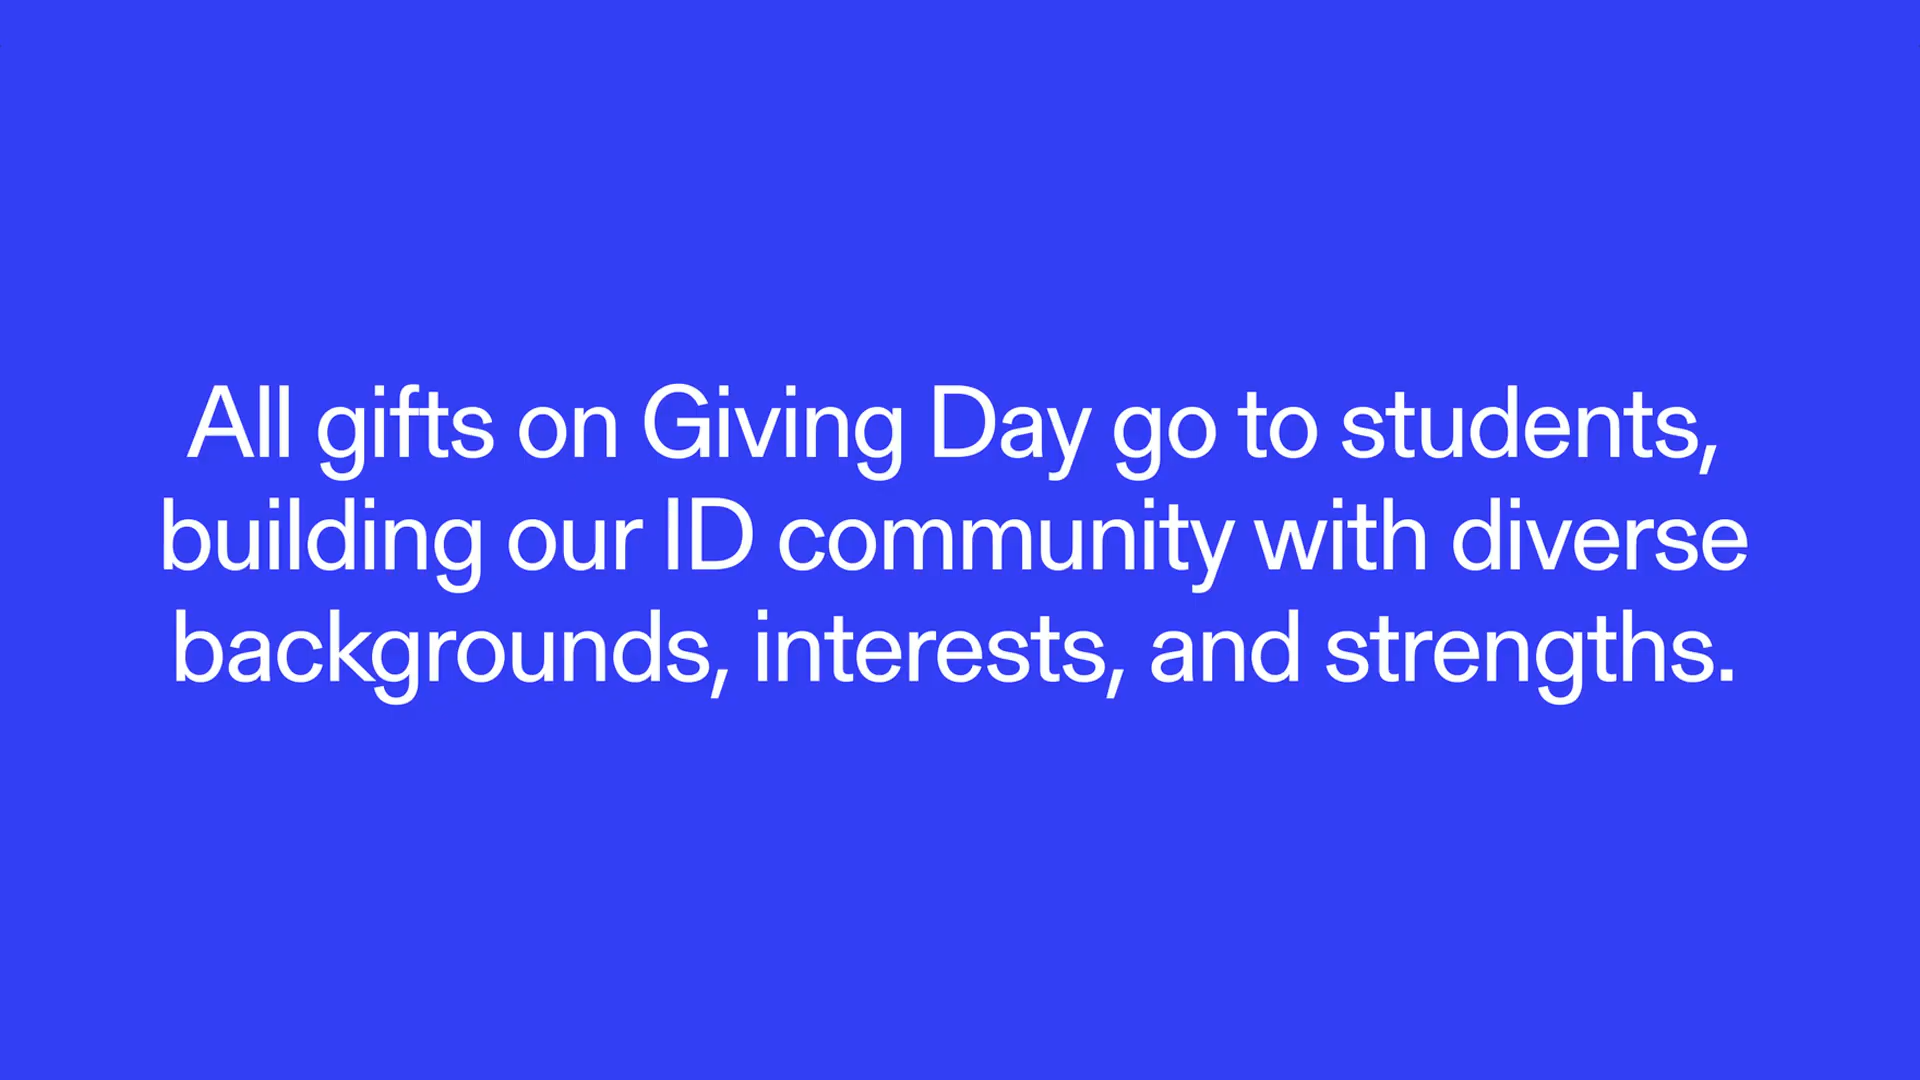 All gifts on Giving Day go to students,
building our ID community with diverse
backgrounds, interests, and strengths.